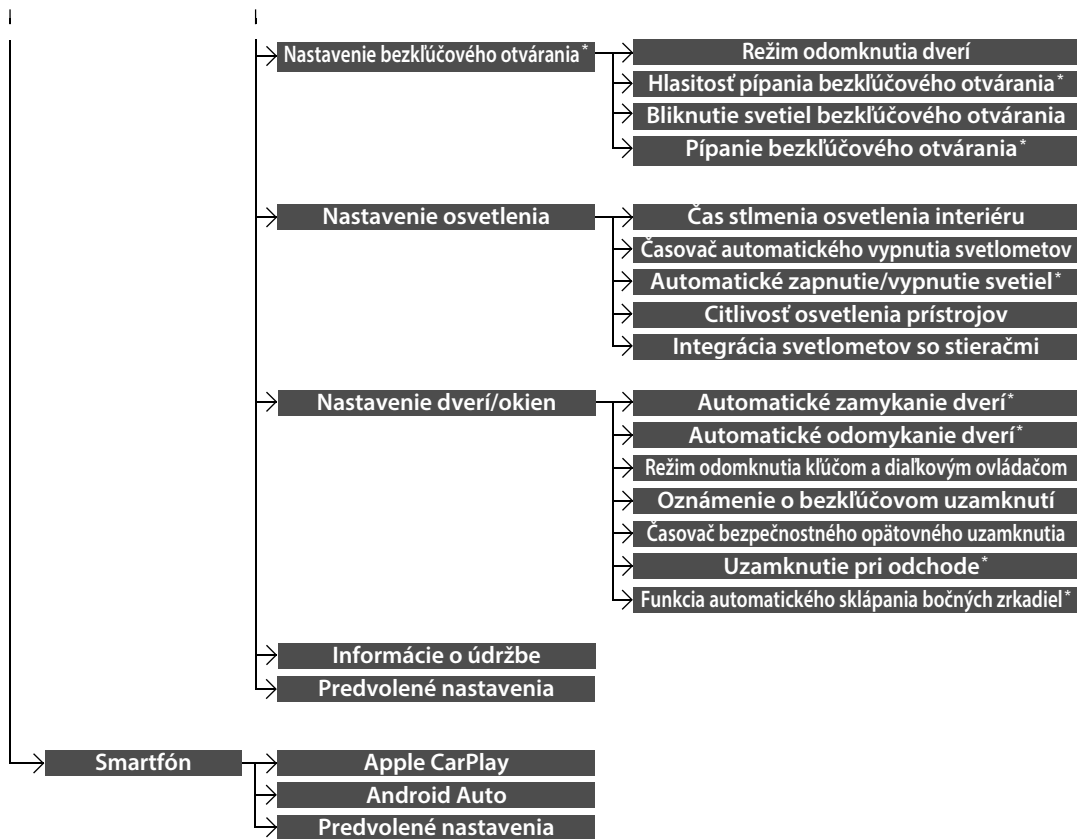 Nastavenie bezkľúčového otvárania*
Režim odomknutia dverí
Hlasitosť pípania bezkľúčového otvárania*
Bliknutie svetiel bezkľúčového otvárania
Pípanie bezkľúčového otvárania*
Nastavenie osvetlenia
Čas stlmenia osvetlenia interiéru
Časovač automatického vypnutia svetlometov
Automatické zapnutie/vypnutie svetiel*
Citlivosť osvetlenia prístrojov
Integrácia svetlometov so stieračmi
Nastavenie dverí/okien
Automatické zamykanie dverí*
Automatické odomykanie dverí*
Režim odomknutia kľúčom a diaľkovým ovládačom
Oznámenie o bezkľúčovom uzamknutí
Časovač bezpečnostného opätovného uzamknutia
Uzamknutie pri odchode*
Funkcia automatického sklápania bočných zrkadiel*
Informácie o údržbe
Predvolené nastavenia
Smartfón
Apple CarPlay
Android Auto
Predvolené nastavenia